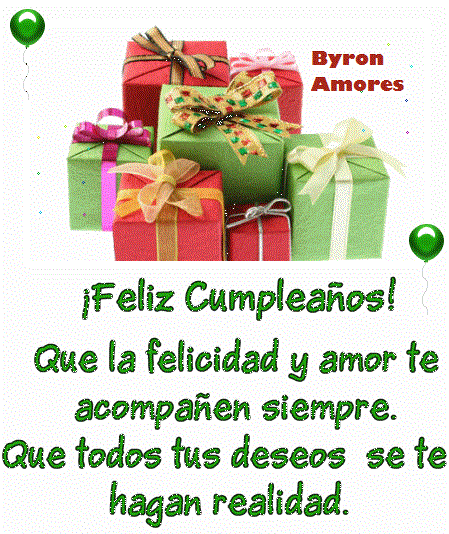 Byron
Amores
¡Feliz Cumpleaños!
Que la felicidad y amor te
acompañen siempre.
Que todos tus deseos se te
hagan realidad.